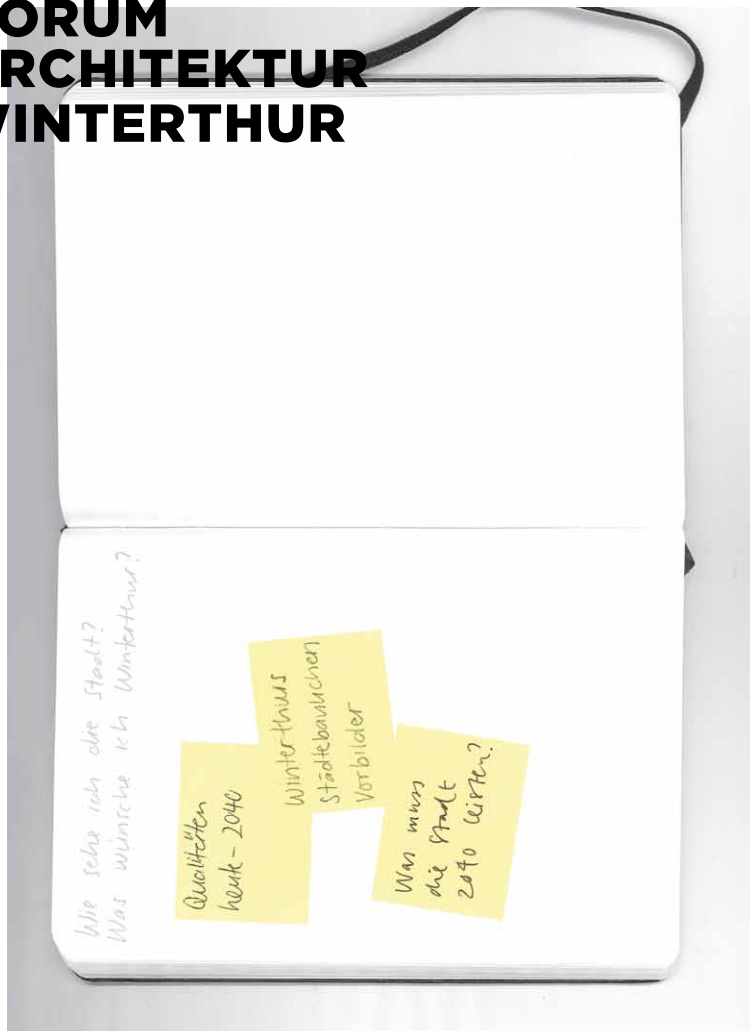 ORUM
RCHITEKTUR
INTERTHUR
Wie sehe ich die Stadt?
Was wünsche ich Winterthur?
Qualitäten
heute - 2040
Winterthurs
Städtebaulichen
Vorbilder
Was muss
die Stadt
2040 leisten?